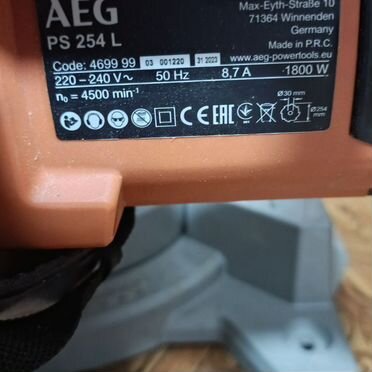 AEG
PS 254 L
Max-Eyth-Straße 10
71364 Winnenden
Germany
Made in P.R.C.
www.aeg-powertools.eu
Code: 4699 99 03 001220 31 2023
220 – 240 V~ 50 Hz 8,7 A 1800 W
n₀ = 4500 min⁻¹
CE EAC
Ø30 mm
Ø254 mm